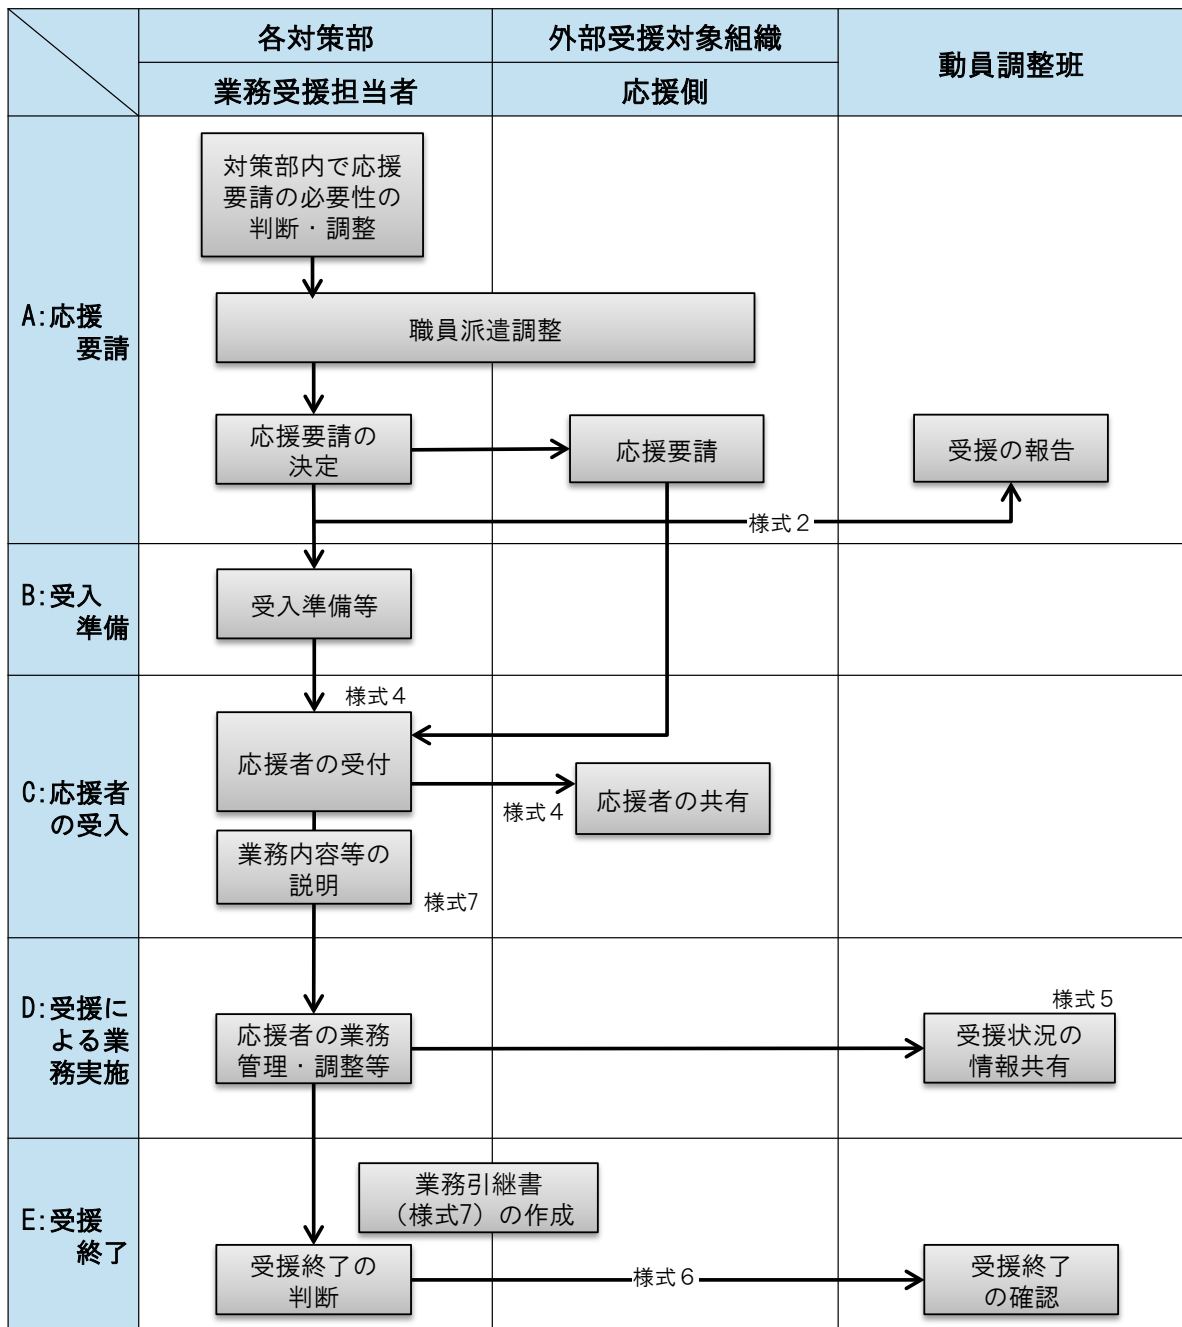 各対策部
外部受援対象組織
動員調整班
業務受援担当者
応援側
A:応援
要請
対策部内で応援
要請の必要性の
判断・調整
職員派遣調整
応援要請の
決定
応援要請
受援の報告
様式２
B:受入
準備
受入準備等
C:応援者
の受入
様式４
応援者の受付
様式４
応援者の共有
業務内容等の
説明
様式7
D:受援に
よる業
務実施
応援者の業務
管理・調整等
様式５
受援状況の
情報共有
E:受援
終了
業務引継書
（様式7）の作成
受援終了の
判断
様式６
受援終了
の確認